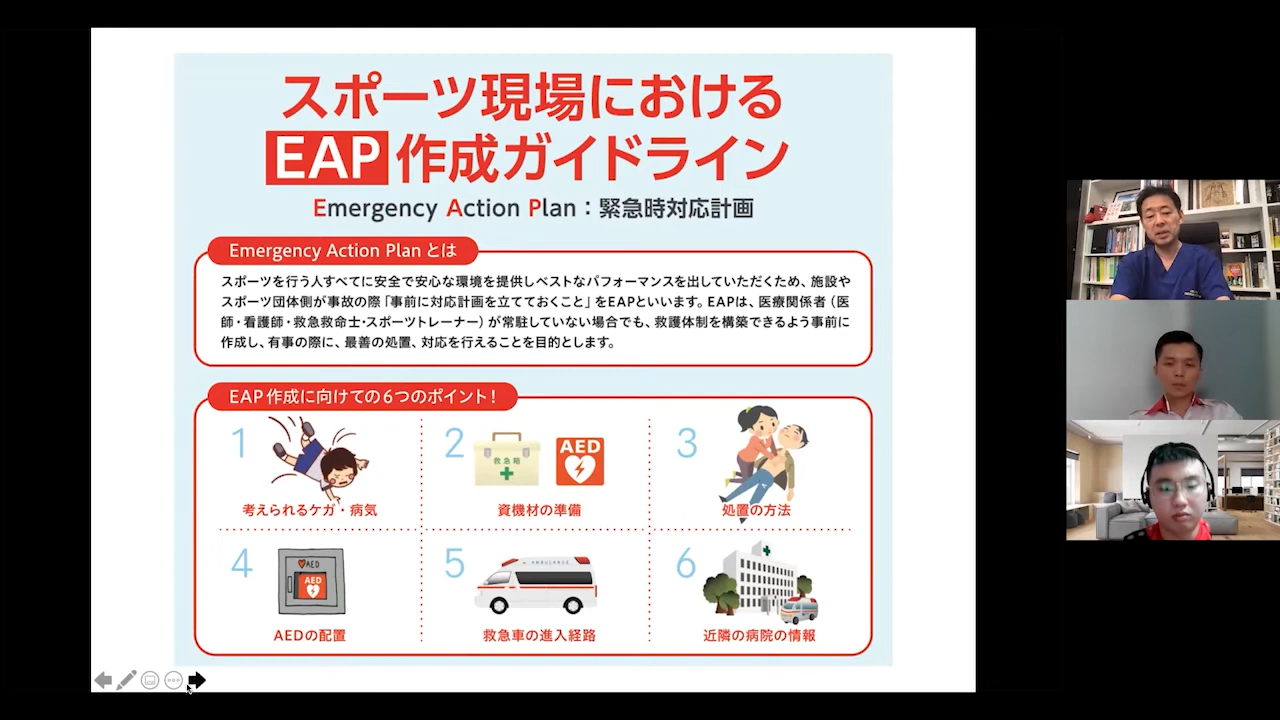 スポーツ現場における
EAP 作成ガイドライン
Emergency Action Plan：緊急時対応計画
Emergency Action Plan とは
スポーツを行う人すべてに安全で安心な環境を提供しベストなパフォーマンスを出していただくため、施設や
スポーツ団体側が事故の際「事前に対応計画を立てておくこと」をEAPといいます。EAPは、医療関係者（医
師・看護師・救急救命士・スポーツトレーナー）が常駐していない場合でも、救護体制を構築できるよう事前に
作成し、有事の際に、最善の処置、対応を行えることを目的とします。
EAP 作成に向けての6つのポイント！
1
考えられるケガ・病気
2
救急箱
AED
資機材の準備
3
処置の方法
4
AED
AED
AEDの配置
5
AMBULANCE
救急車の進入経路
6
近隣の病院の情報